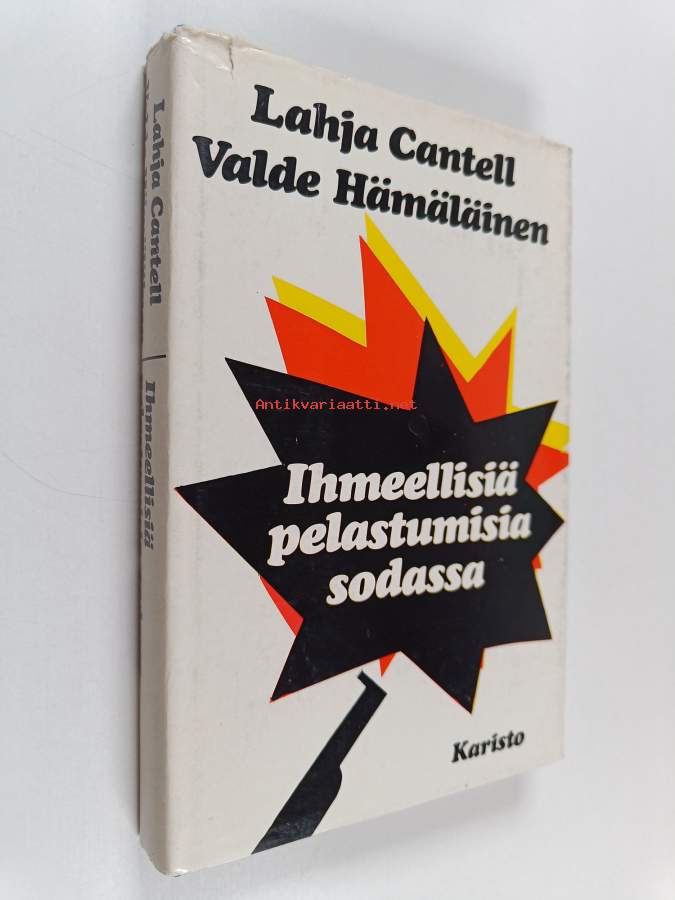 Lahja Cantell
Valde Hämäläinen
Antikvariaatti.net
Ihmeellisiä
pelastumisia
sodassa
Karisto
Lahja Cantell
Ihmeellisiä